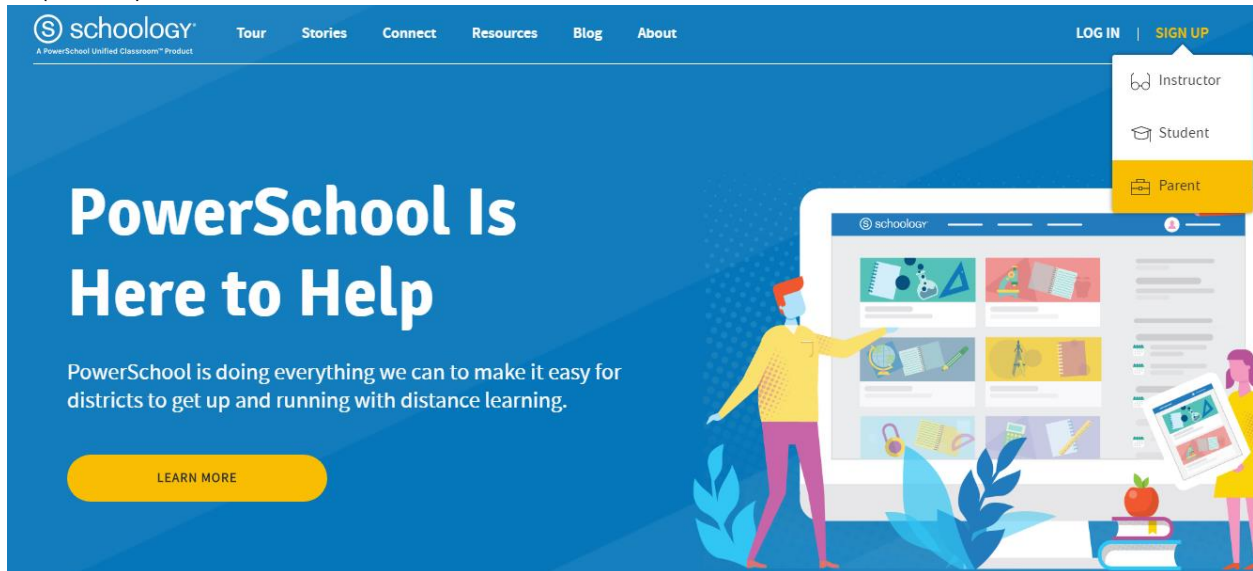 schoology
A PowerSchool Unified Classroom™ Product
Tour Stories Connect Resources Blog About
LOG IN | SIGN UP
Instructor
Student
Parent
PowerSchool Is
Here to Help
PowerSchool is doing everything we can to make it easy for
districts to get up and running with distance learning.
LEARN MORE
schoology